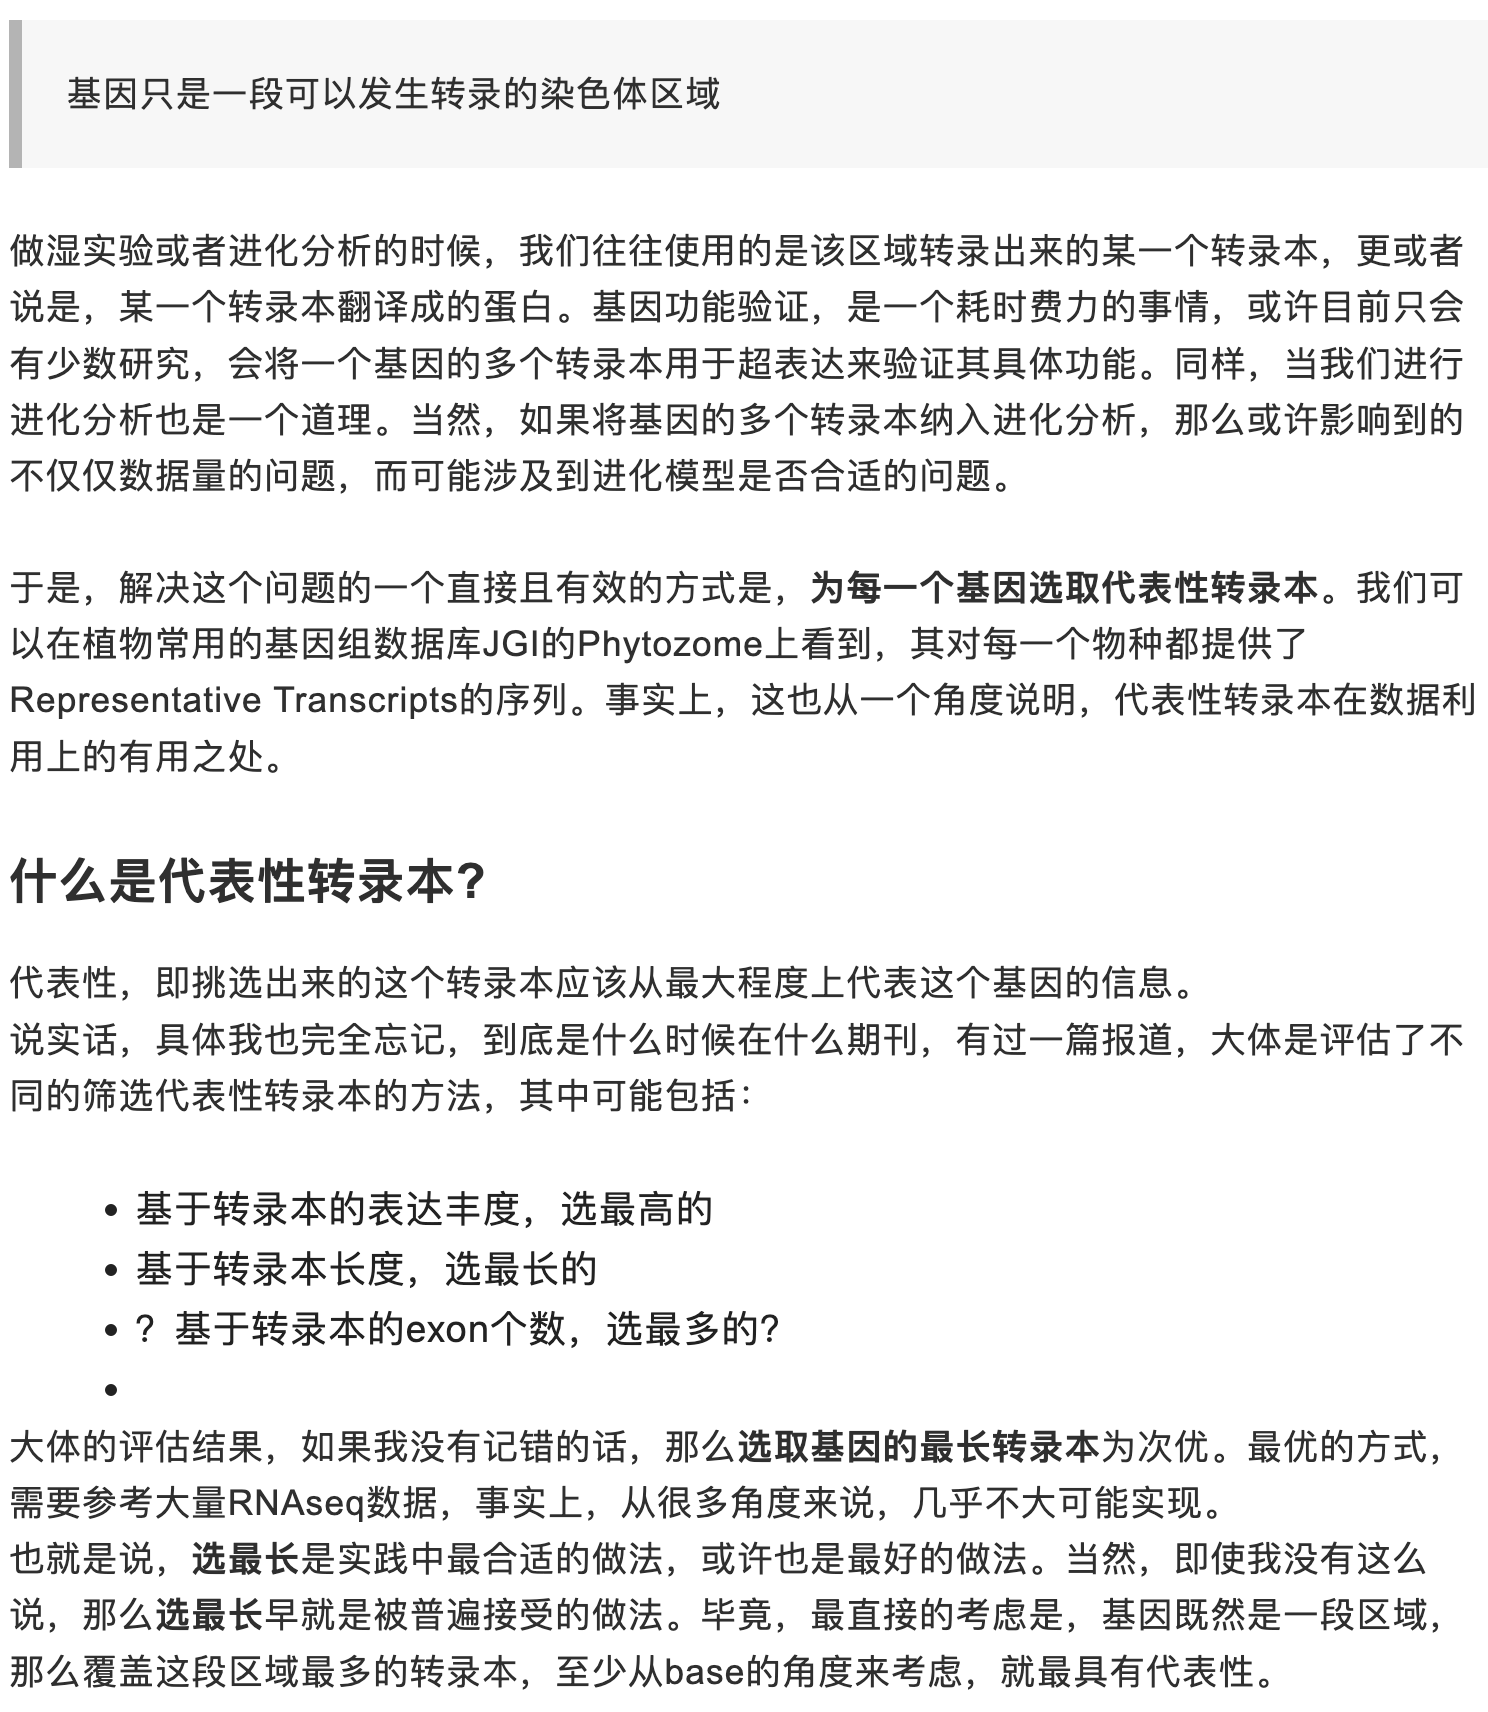 基因只是一段可以发生转录的染色体区域
做湿实验或者进化分析的时候，我们往往使用的是该区域转录出来的某一个转录本，更或者
说是，某一个转录本翻译成的蛋白。基因功能验证，是一个耗时费力的事情，或许目前只会
有少数研究，会将一个基因的多个转录本用于超表达来验证其具体功能。同样，当我们进行
进化分析也是一个道理。当然，如果将基因的多个转录本纳入进化分析，那么或许影响到的
不仅仅数据量的问题，而可能涉及到进化模型是否合适的问题。
于是，解决这个问题的一个直接且有效的方式是，为每一个基因选取代表性转录本。我们可
以在植物常用的基因组数据库JGI的Phytozome上看到，其对每一个物种都提供了
Representative Transcripts的序列。事实上，这也从一个角度说明，代表性转录本在数据利
用上的有用之处。
什么是代表性转录本?
代表性，即挑选出来的这个转录本应该从最大程度上代表这个基因的信息。
说实话，具体我也完全忘记，到底是什么时候在什么期刊，有过一篇报道，大体是评估了不
同的筛选代表性转录本的方法，其中可能包括：
• 基于转录本的表达丰度，选最高的
• 基于转录本长度，选最长的
• ？基于转录本的exon个数，选最多的?
•
大体的评估结果，如果我没有记错的话，那么选取基因的最长转录本为次优。最优的方式，
需要参考大量RNAseq数据，事实上，从很多角度来说，几乎不大可能实现。
也就是说，选最长是实践中最合适的做法，或许也是最好的做法。当然，即使我没有这么
说，那么选最长早就是被普遍接受的做法。毕竟，最直接的考虑是，基因既然是一段区域，
那么覆盖这段区域最多的转录本，至少从base的角度来考虑，就最具有代表性。